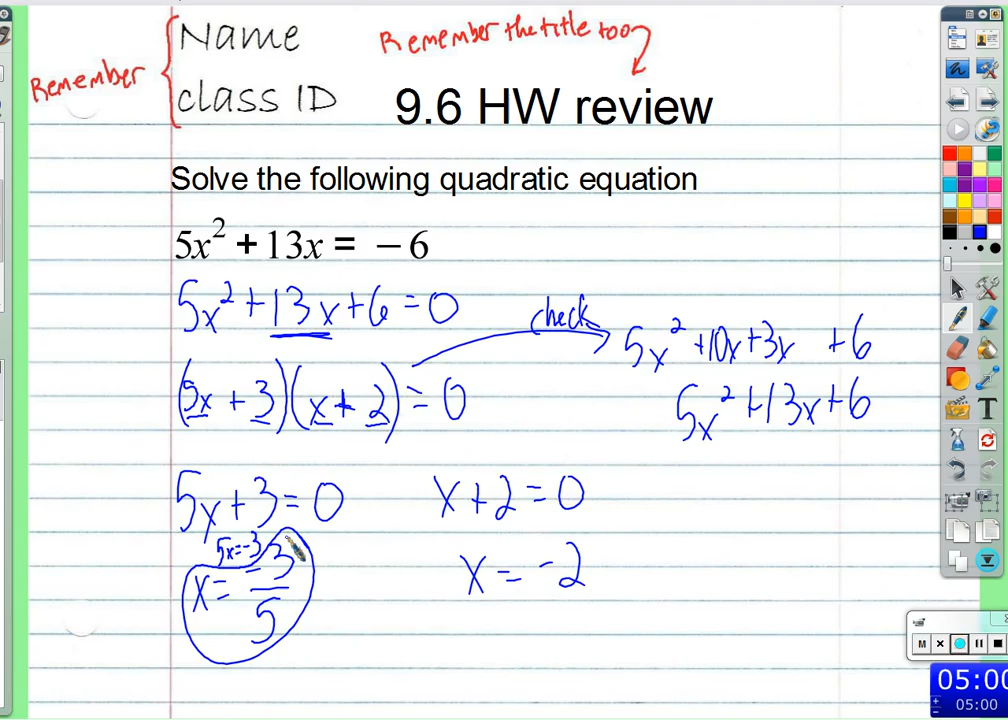 Remember
Name
class ID
Remember the title too
9.6 HW review
Solve the following quadratic equation
5x² + 13x = − 6
5x² + 13x + 6 = 0
check
5x² + 10x + 3x + 6
(5x + 3)(x + 2) = 0
5x² + 13x + 6
5x + 3 = 0
x + 2 = 0
5x = -3
x = -3/5
x = -2
T
M
05:00
05:00